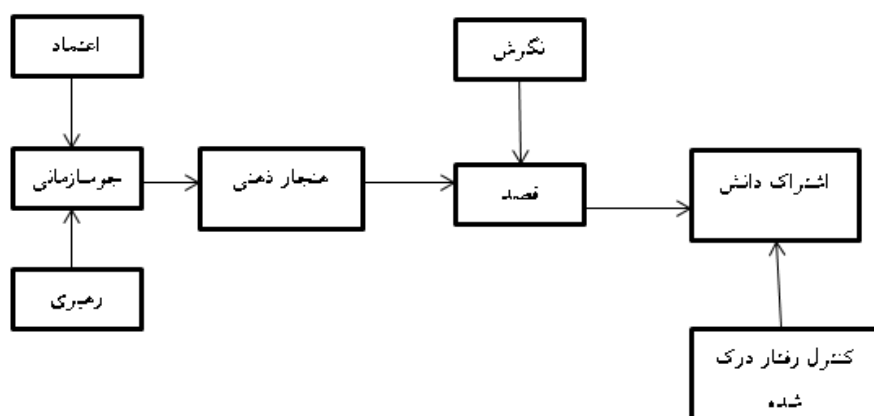 اعتماد
نگرش
جوسازمانی
هنجار ذهنی
قصد
اشتراک دانش
رهبری
کنترل رفتار درک
شده